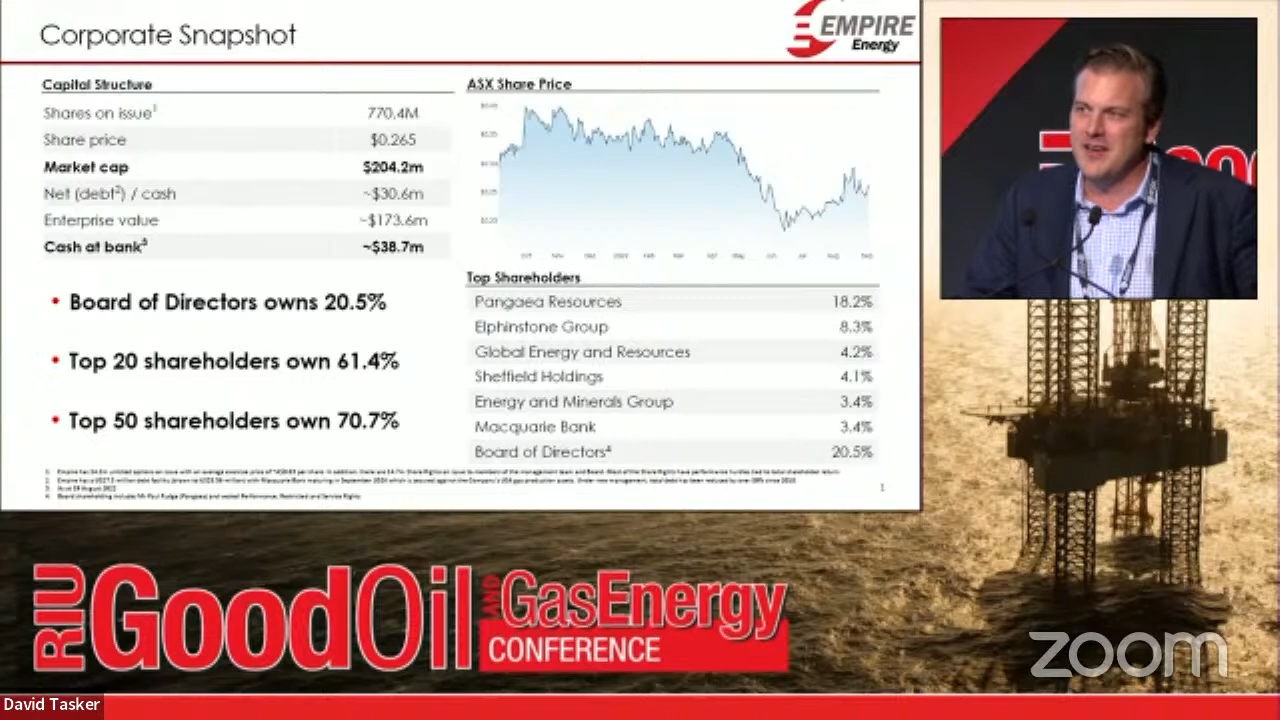 Corporate Snapshot
EMPIRE
Energy
Capital Structure
Shares on issue¹ 770.4M
Share price $0.265
Market cap $204.2m
Net (debt²) / cash ~$30.6m
Enterprise value ~$173.6m
Cash at bank³ ~$38.7m
• Board of Directors owns 20.5%
• Top 20 shareholders own 61.4%
• Top 50 shareholders own 70.7%
ASX Share Price
Top Shareholders
Pangaea Resources 18.2%
Elphinstone Group 8.3%
Global Energy and Resources 4.2%
Sheffield Holdings 4.1%
Energy and Minerals Group 3.4%
Macquarie Bank 3.4%
Board of Directors⁴ 20.5%
1
RIU GoodOil AND GasEnergy
CONFERENCE
zoom
David Tasker